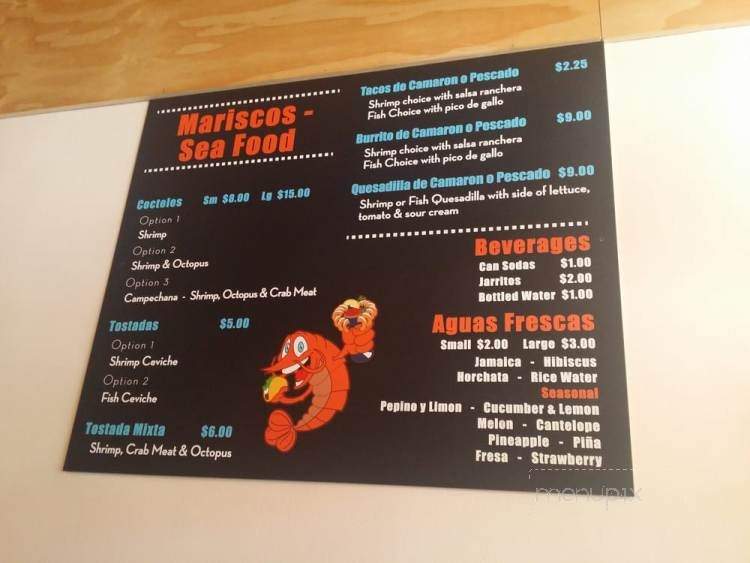 Mariscos -
Sea Food
Cocteles Sm $8.00 Lg $15.00
Option 1
Shrimp
Option 2
Shrimp & Octopus
Option 3
Campechana - Shrimp, Octopus & Crab Meat
Tostadas $5.00
Option 1
Shrimp Ceviche
Option 2
Fish Ceviche
Tostada Mixta $6.00
Shrimp, Crab Meat & Octopus
Tacos de Camaron o Pescado $2.25
Shrimp choice with salsa ranchera
Fish Choice with pico de gallo
Burrito de Camaron o Pescado $9.00
Shrimp choice with salsa ranchera
Fish Choice with pico de gallo
Quesadilla de Camaron o Pescado $9.00
Shrimp or Fish Quesadilla with side of lettuce,
tomato & sour cream
Beverages
Can Sodas $1.00
Jarritos $2.00
Bottled Water $1.00
Aguas Frescas
Small $2.00 Large $3.00
Jamaica - Hibiscus
Horchata - Rice Water
Seasonal
Pepino y Limon - Cucumber & Lemon
Melon - Cantelope
Pineapple - Piña
Fresa - Strawberry
menupix